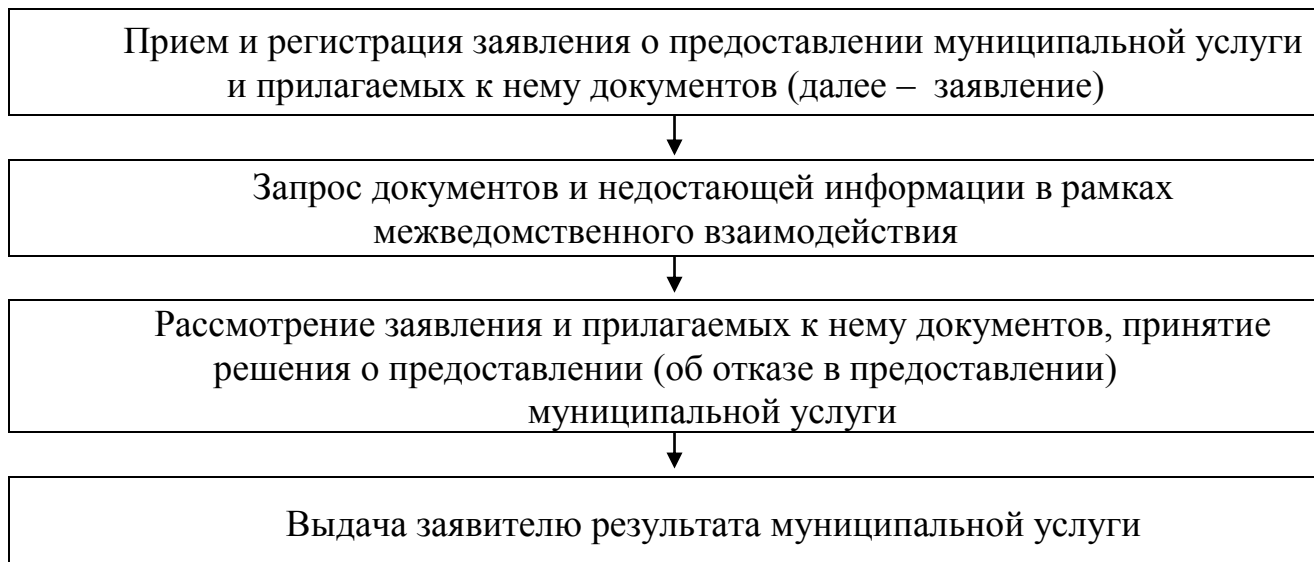 Прием и регистрация заявления о предоставлении муниципальной услуги
и прилагаемых к нему документов (далее – заявление)
Запрос документов и недостающей информации в рамках
межведомственного взаимодействия
Рассмотрение заявления и прилагаемых к нему документов, принятие
решения о предоставлении (об отказе в предоставлении)
муниципальной услуги
Выдача заявителю результата муниципальной услуги